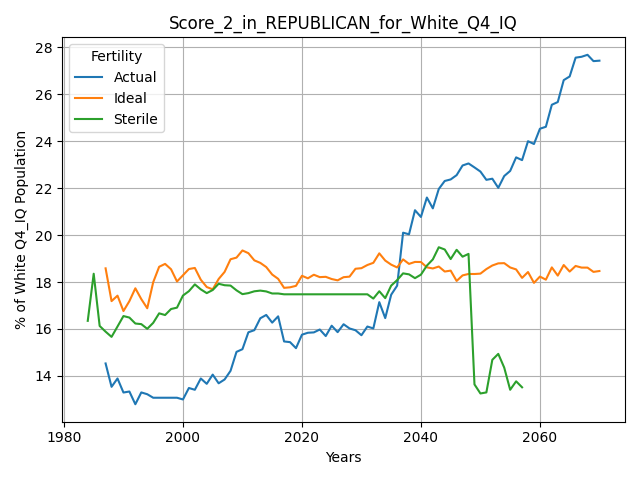 Score_2_in_REPUBLICAN_for_White_Q4_IQ
% of White Q4_IQ Population
28
26
24
22
20
18
16
14
Fertility
Actual
Ideal
Sterile
1980 2000 2020 2040 2060
Years